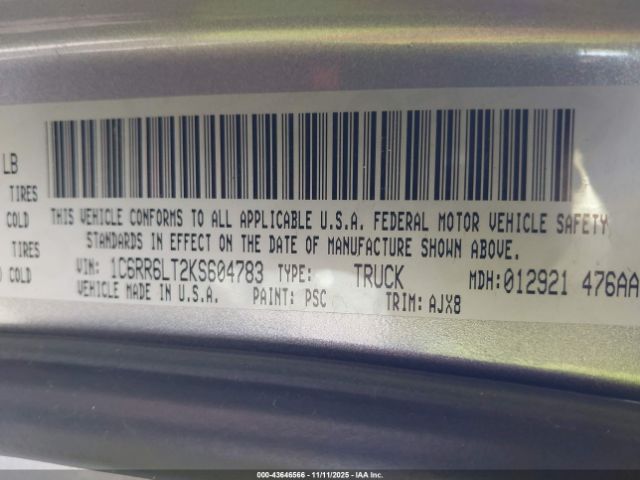 LB
TIRES
COLD
TIRES
COLD
THIS VEHICLE CONFORMS TO ALL APPLICABLE U.S.A. FEDERAL MOTOR VEHICLE SAFETY
STANDARDS IN EFFECT ON THE DATE OF MANUFACTURE SHOWN ABOVE.
VIN: 1C6RR6LT2KS604783 TYPE: TRUCK MDH:012921 476AA
VEHICLE MADE IN U.S.A. PAINT: PSC TRIM: AJX8
000-43646566 - 11/11/2025 - IAAI.com